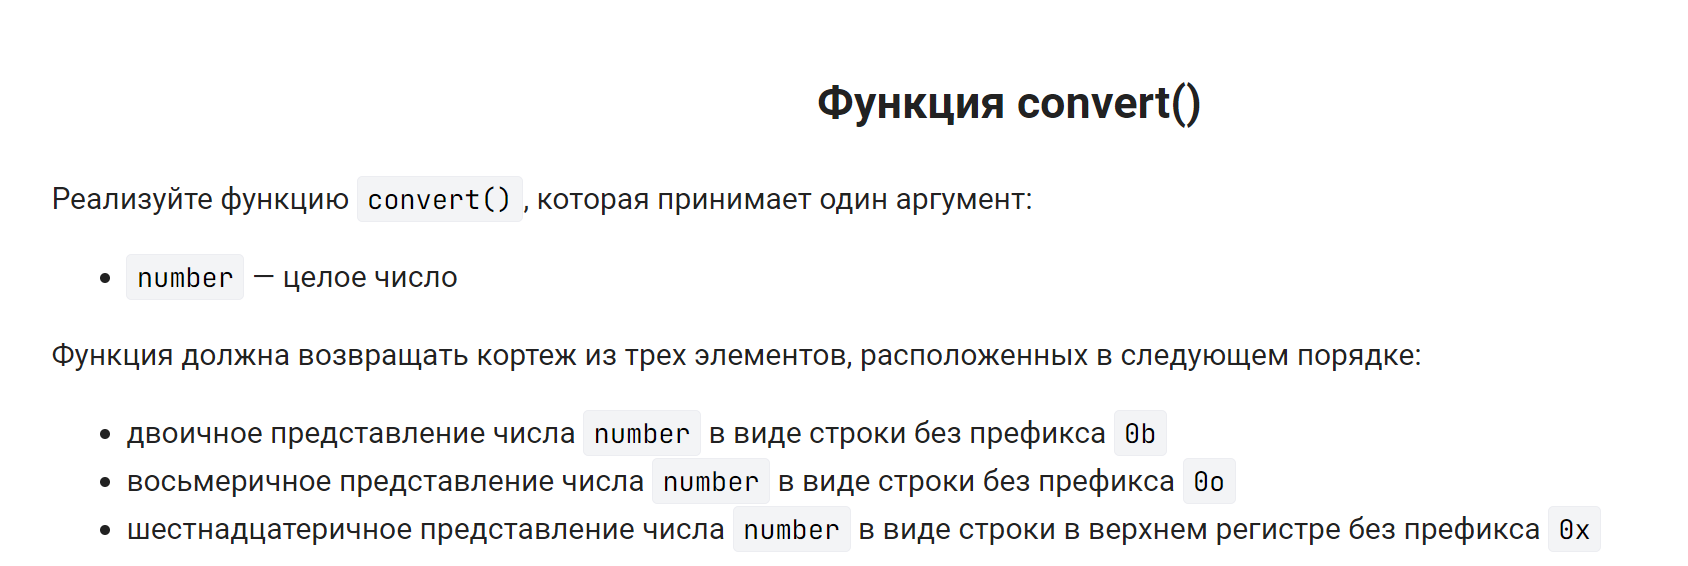 Функция convert()
Реализуйте функцию convert(), которая принимает один аргумент:
• number — целое число
Функция должна возвращать кортеж из трех элементов, расположенных в следующем порядке:
• двоичное представление числа number в виде строки без префикса 0b
• восьмеричное представление числа number в виде строки без префикса 0o
• шестнадцатеричное представление числа number в виде строки в верхнем регистре без префикса 0x